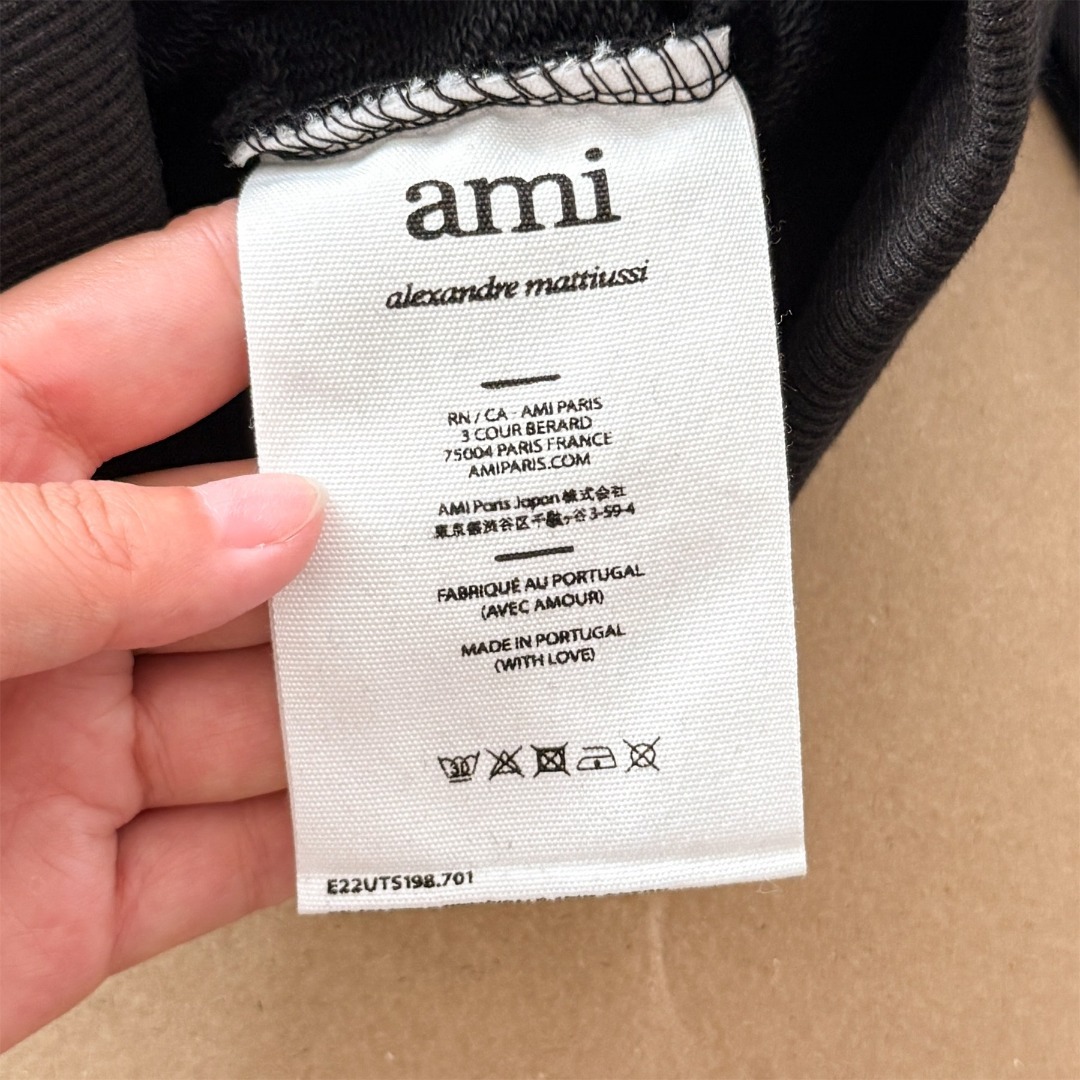 ami
alexandre mattiussi
RN / CA - AMI PARIS
3 COUR BERARD
75004 PARIS FRANCE
AMIPARIS.COM
AMI Paris Japan 株式会社
東京都渋谷区千駄ヶ谷 3-59-4
FABRIQUÉ AU PORTUGAL
(AVEC AMOUR)
MADE IN PORTUGAL
(WITH LOVE)
30
E22UTS198.701